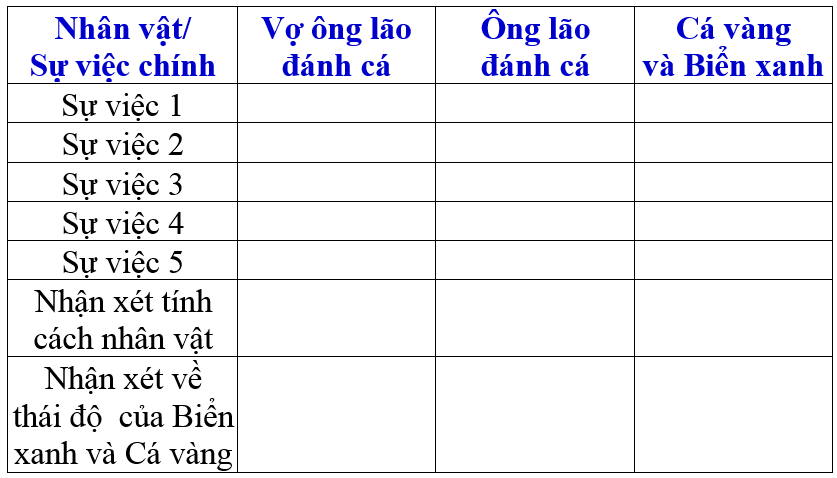 Nhân vật/
Sự việc chính
Vợ ông lão
đánh cá
Ông lão
đánh cá
Cá vàng
và Biển xanh
Sự việc 1
Sự việc 2
Sự việc 3
Sự việc 4
Sự việc 5
Nhận xét tính
cách nhân vật
Nhận xét về
thái độ của Biển
xanh và Cá vàng